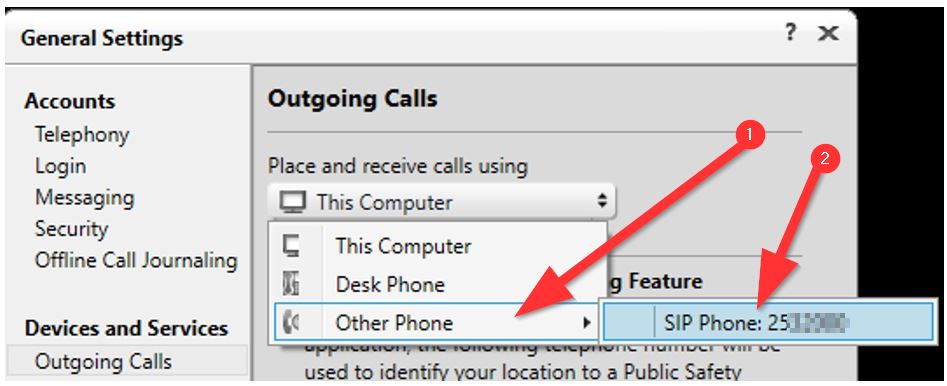 General Settings
?
Accounts
Telephony
Login
Messaging
Security
Offline Call Journaling
Devices and Services
Outgoing Calls
Outgoing Calls
Place and receive calls using
This Computer
This Computer
Desk Phone
Other Phone
1
2
g Feature
SIP Phone: 25
application, the following telephone number will be
used to identify your location to a Public Safety